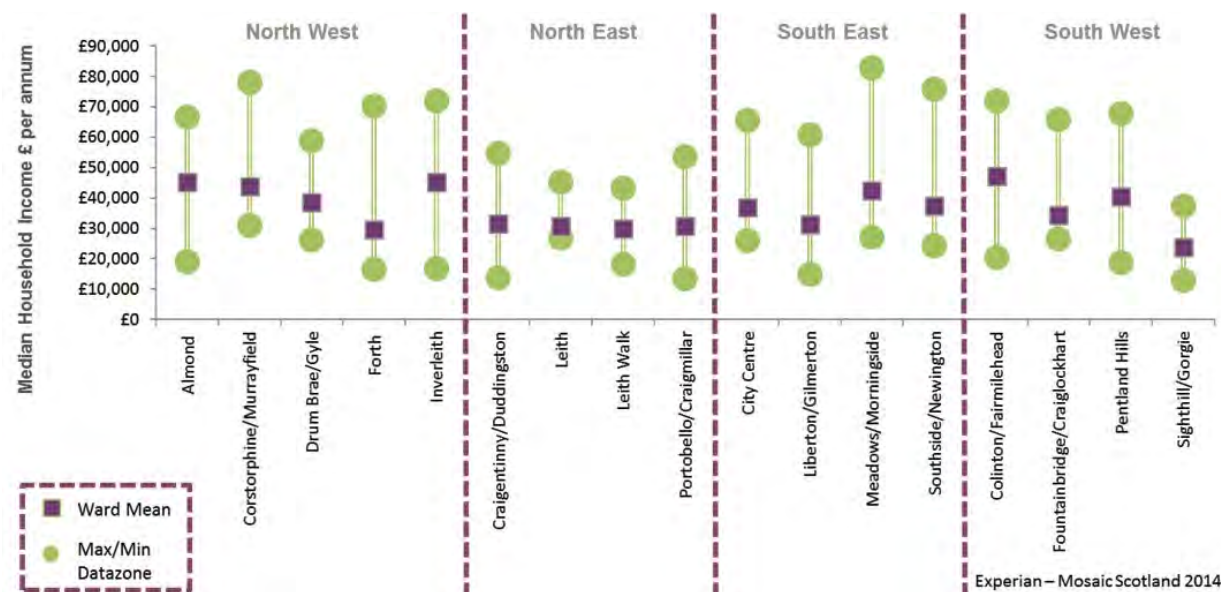 North West
North East
South East
South West
Median Household Income £ per annum
£90,000
£80,000
£70,000
£60,000
£50,000
£40,000
£30,000
£20,000
£10,000
£0
Almond
Corstorphine/Murrayfield
Drum Brae/Gyle
Forth
Inverleith
Craigentinny/Duddingston
Leith
Leith Walk
Portobello/Craigmillar
City Centre
Liberton/Gilmerton
Meadows/Morningside
Southside/Newington
Colinton/Fairmilehead
Fountainbridge/Craiglockhart
Pentland Hills
Sighthill/Gorgie
Ward Mean
Max/Min
Datazone
Experian – Mosaic Scotland 2014